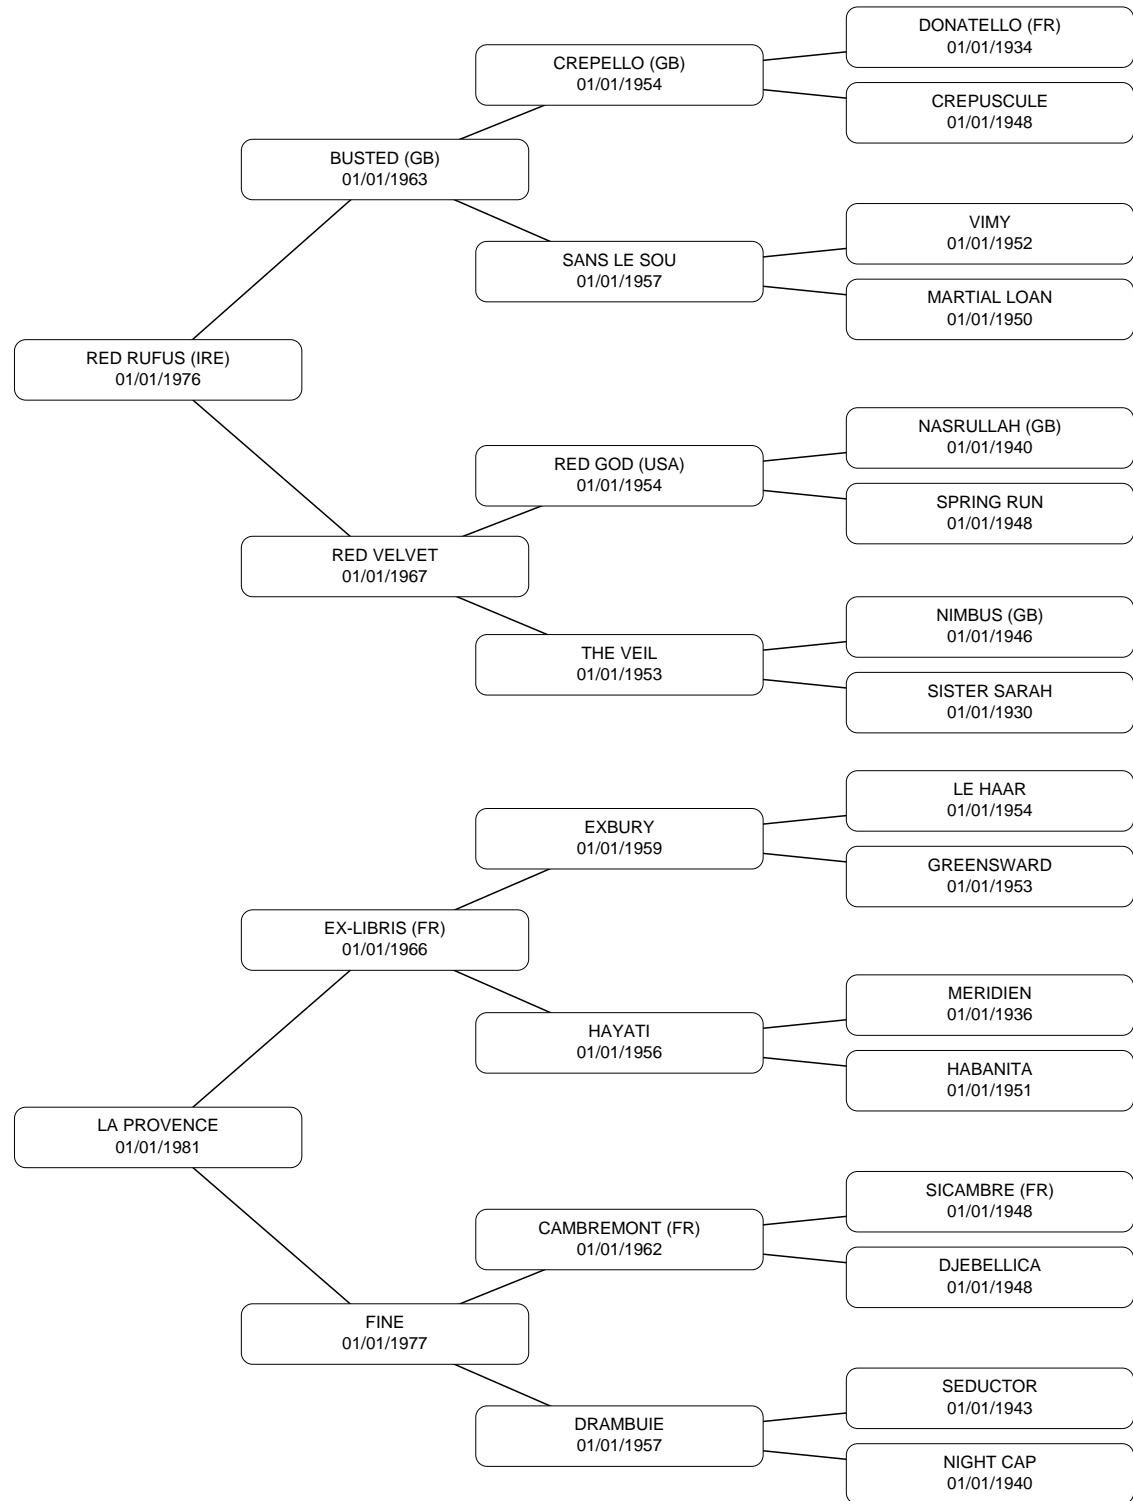 DONATELLO (FR)
01/01/1934
CREPELLO (GB)
01/01/1954
CREPUSCULE
01/01/1948
BUSTED (GB)
01/01/1963
VIMY
01/01/1952
SANS LE SOU
01/01/1957
MARTIAL LOAN
01/01/1950
RED RUFUS (IRE)
01/01/1976
NASRULLAH (GB)
01/01/1940
RED GOD (USA)
01/01/1954
SPRING RUN
01/01/1948
RED VELVET
01/01/1967
NIMBUS (GB)
01/01/1946
THE VEIL
01/01/1953
SISTER SARAH
01/01/1930
LE HAAR
01/01/1954
EXBURY
01/01/1959
GREENSWARD
01/01/1953
EX-LIBRIS (FR)
01/01/1966
MERIDIEN
01/01/1936
HAYATI
01/01/1956
HABANITA
01/01/1951
LA PROVENCE
01/01/1981
SICAMBRE (FR)
01/01/1948
CAMBREMONT (FR)
01/01/1962
DJEBELLICA
01/01/1948
FINE
01/01/1977
SEDUCTOR
01/01/1943
DRAMBUIE
01/01/1957
NIGHT CAP
01/01/1940